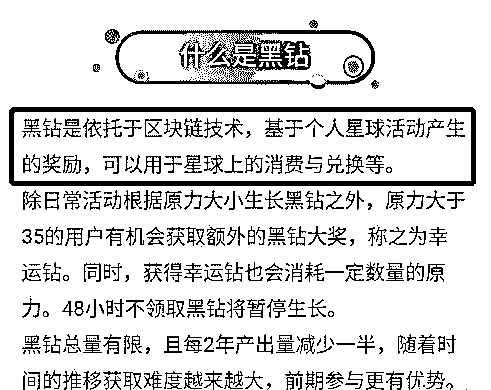 什么是黑钻
黑钻是依托于区块链技术，基于个人星球活动产生
的奖励，可以用于星球上的消费与兑换等。
除日常活动根据原力大小生长黑钻之外，原力大于
35的用户有机会获取额外的黑钻大奖，称之为幸
运钻。同时，获得幸运钻也会消耗一定数量的原
力。48小时不领取黑钻将暂停生长。
黑钻总量有限，且每2年产出量减少一半，随着时
间的推移获取难度越来越大，前期参与更有优势。